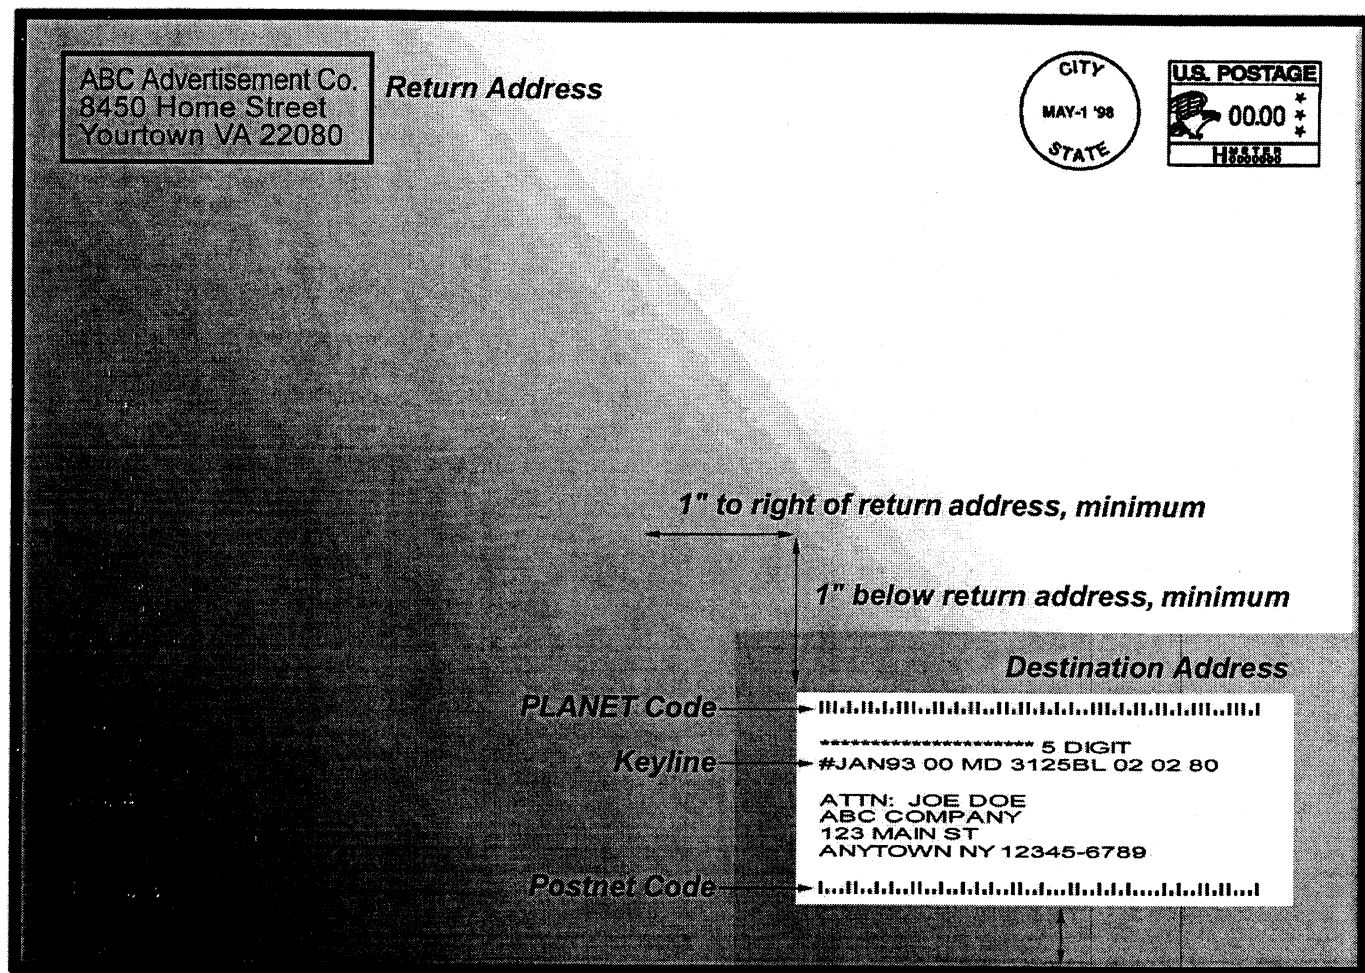 ABC Advertisement Co.
8450 Home Street
Yourtown VA 22080
Return Address
CITY
MAY-1 '98
STATE
U.S. POSTAGE
00.00
H METER
0000000
1" to right of return address, minimum
1" below return address, minimum
Destination Address
PLANET Code
********************* 5 DIGIT
Keyline
#JAN93 00 MD 3125BL 02 02 80
ATTN: JOE DOE
ABC COMPANY
123 MAIN ST
ANYTOWN NY 12345-6789
Postnet Code